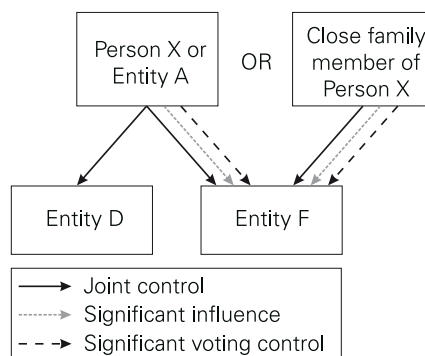 Person X or
Entity A
OR
Close family
member of
Person X
Entity D
Entity F
Joint control
Significant influence
Significant voting control